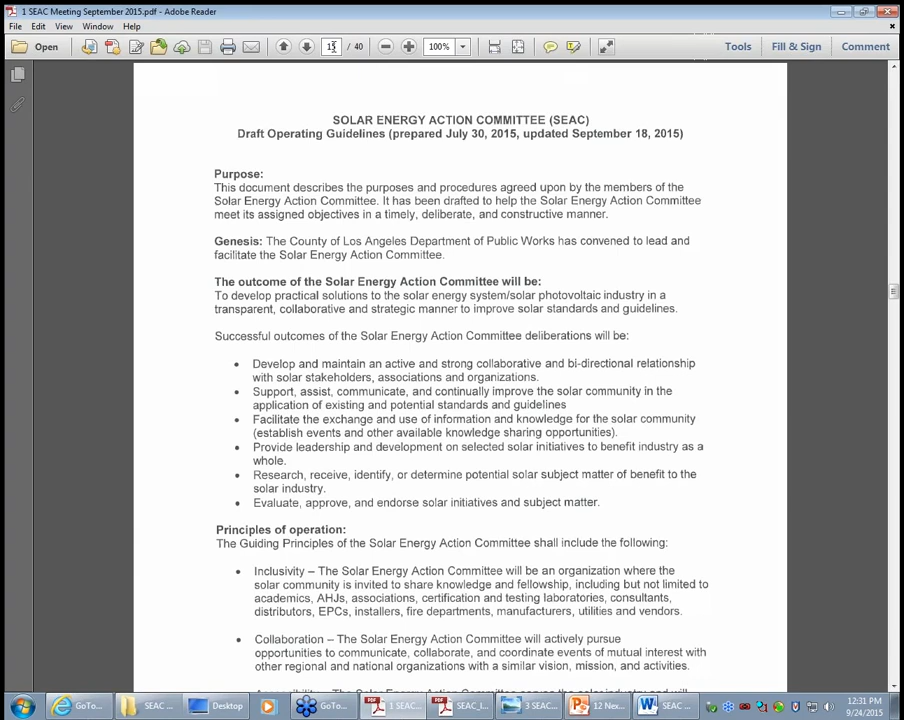 1 SEAC Meeting September 2015.pdf - Adobe Reader
File Edit View Window Help
Open / 40 100% Tools Fill & Sign Comment
SOLAR ENERGY ACTION COMMITTEE (SEAC)
Draft Operating Guidelines (prepared July 30, 2015, updated September 18, 2015)
Purpose:
This document describes the purposes and procedures agreed upon by the members of the
Solar Energy Action Committee. It has been drafted to help the Solar Energy Action Committee
meet its assigned objectives in a timely, deliberate, and constructive manner.
Genesis: The County of Los Angeles Department of Public Works has convened to lead and
facilitate the Solar Energy Action Committee.
The outcome of the Solar Energy Action Committee will be:
To develop practical solutions to the solar energy system/solar photovoltaic industry in a
transparent, collaborative and strategic manner to improve solar standards and guidelines.
Successful outcomes of the Solar Energy Action Committee deliberations will be:
• Develop and maintain an active and strong collaborative and bi-directional relationship
with solar stakeholders, associations and organizations.
• Support, assist, communicate, and continually improve the solar community in the
application of existing and potential standards and guidelines
• Facilitate the exchange and use of information and knowledge for the solar community
(establish events and other available knowledge sharing opportunities).
• Provide leadership and development on selected solar initiatives to benefit industry as a
whole.
• Research, receive, identify, or determine potential solar subject matter of benefit to the
solar industry.
• Evaluate, approve, and endorse solar initiatives and subject matter.
Principles of operation:
The Guiding Principles of the Solar Energy Action Committee shall include the following:
• Inclusivity – The Solar Energy Action Committee will be an organization where the
solar community is invited to share knowledge and fellowship, including but not limited to
academics, AHJs, associations, certification and testing laboratories, consultants,
distributors, EPCs, installers, fire departments, manufacturers, utilities and vendors.
• Collaboration – The Solar Energy Action Committee will actively pursue
opportunities to communicate, collaborate, and coordinate events of mutual interest with
other regional and national organizations with a similar vision, mission, and activities.
GoTo... SEAC ... Desktop GoTo... 1 SEAC... SEAC_I... 3 SEAC... 12 Nex... SEAC ... 12:31 PM
9/24/2015